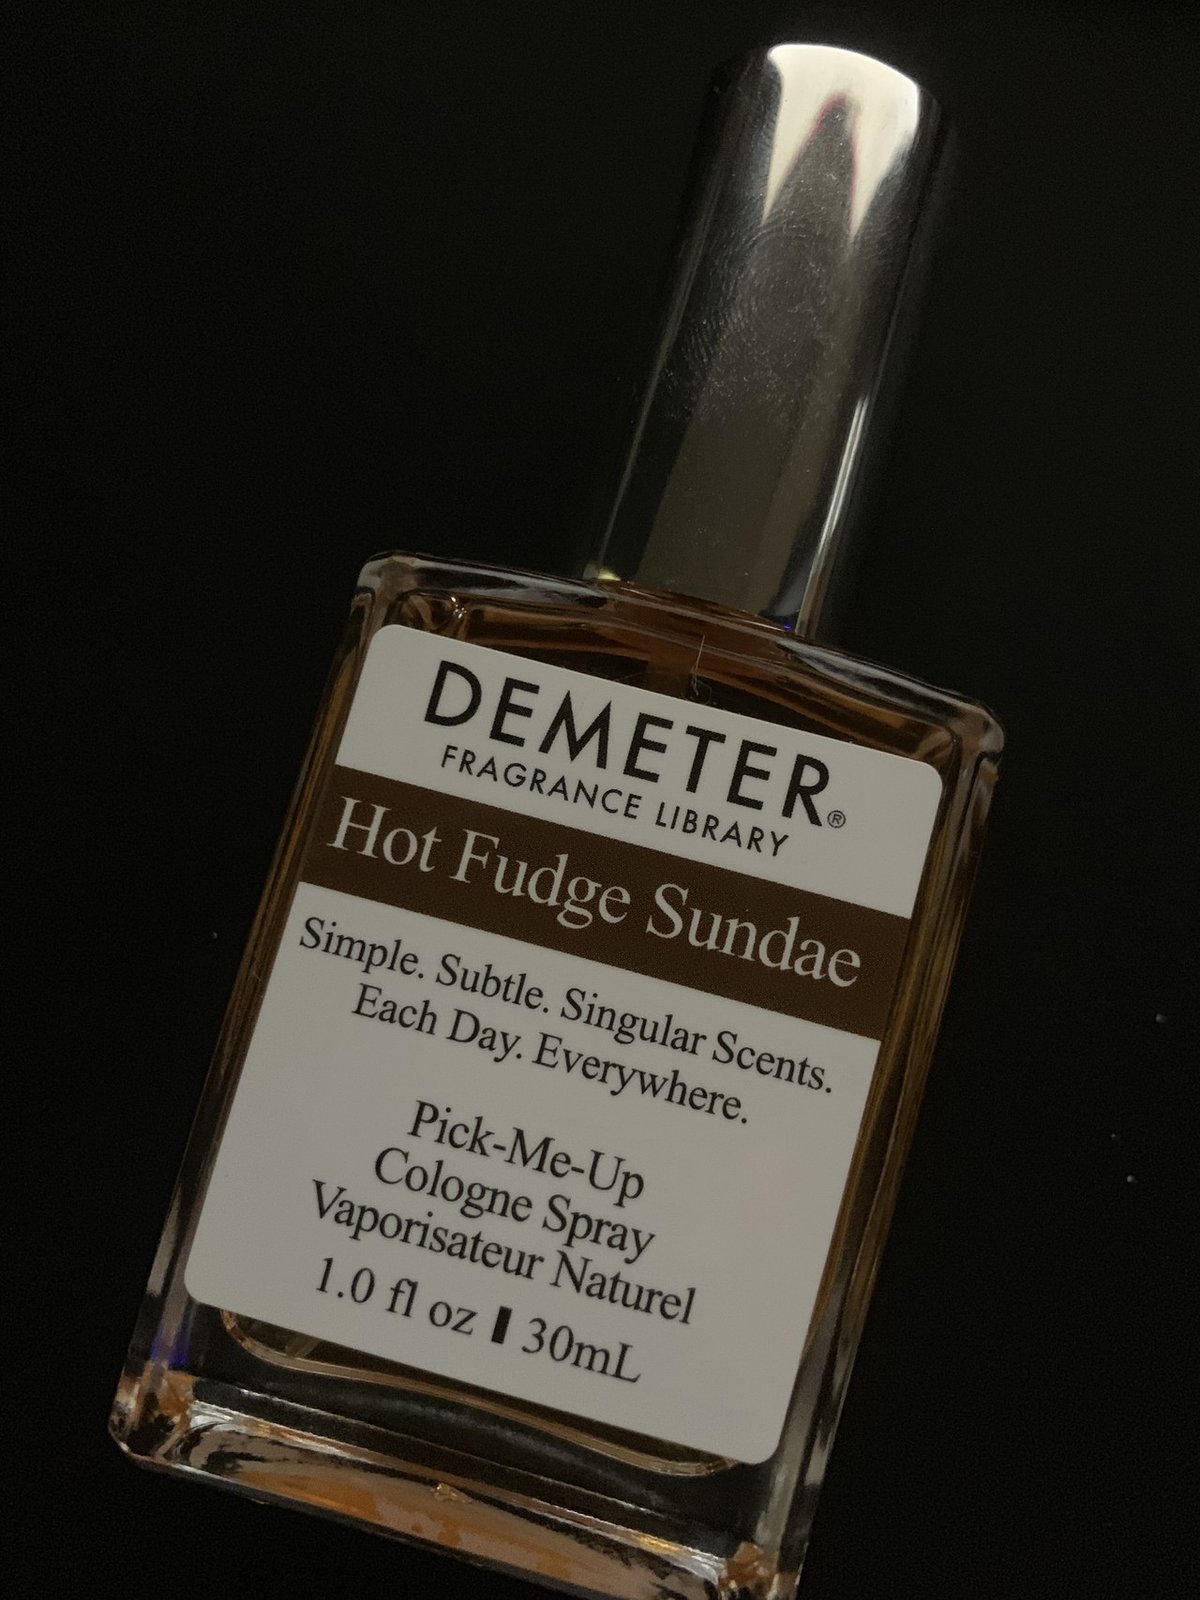 DEMETER®
FRAGRANCE LIBRARY
Hot Fudge Sundae
Simple. Subtle. Singular Scents.
Each Day. Everywhere.
Pick-Me-Up
Cologne Spray
Vaporisateur Naturel
1.0 fl oz ▮ 30mL